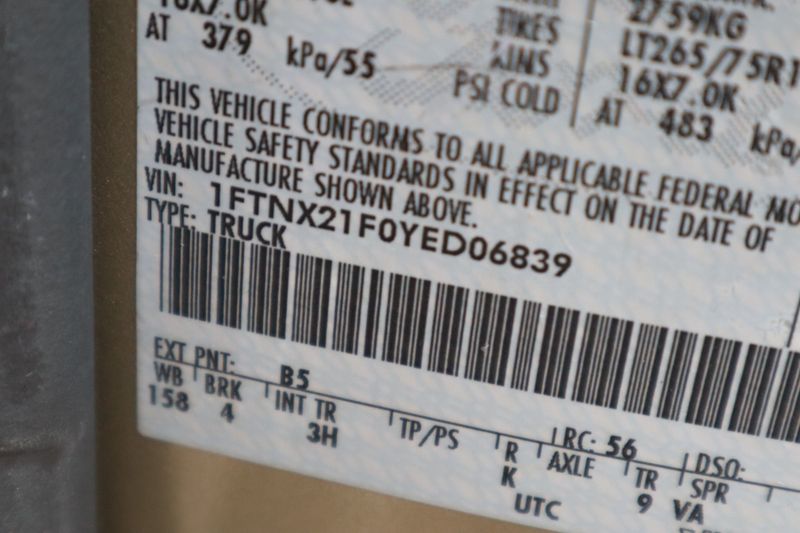 16X7.0K
AT 379 kPa/55
2759KG
TIRES LT265/75R1
RINS 16X7.0K
PSI COLD AT 483 kPa/
THIS VEHICLE CONFORMS TO ALL APPLICABLE FEDERAL MO
VEHICLE SAFETY STANDARDS IN EFFECT ON THE DATE OF
MANUFACTURE SHOWN ABOVE.
VIN: 1FTNX21F0YED06839
TYPE: TRUCK
EXT PNT: B5 RC: 56 DSO:
WB BRK INT TR TP/PS R AXLE TR SPR
158 4 3H K 9 VA
UTC